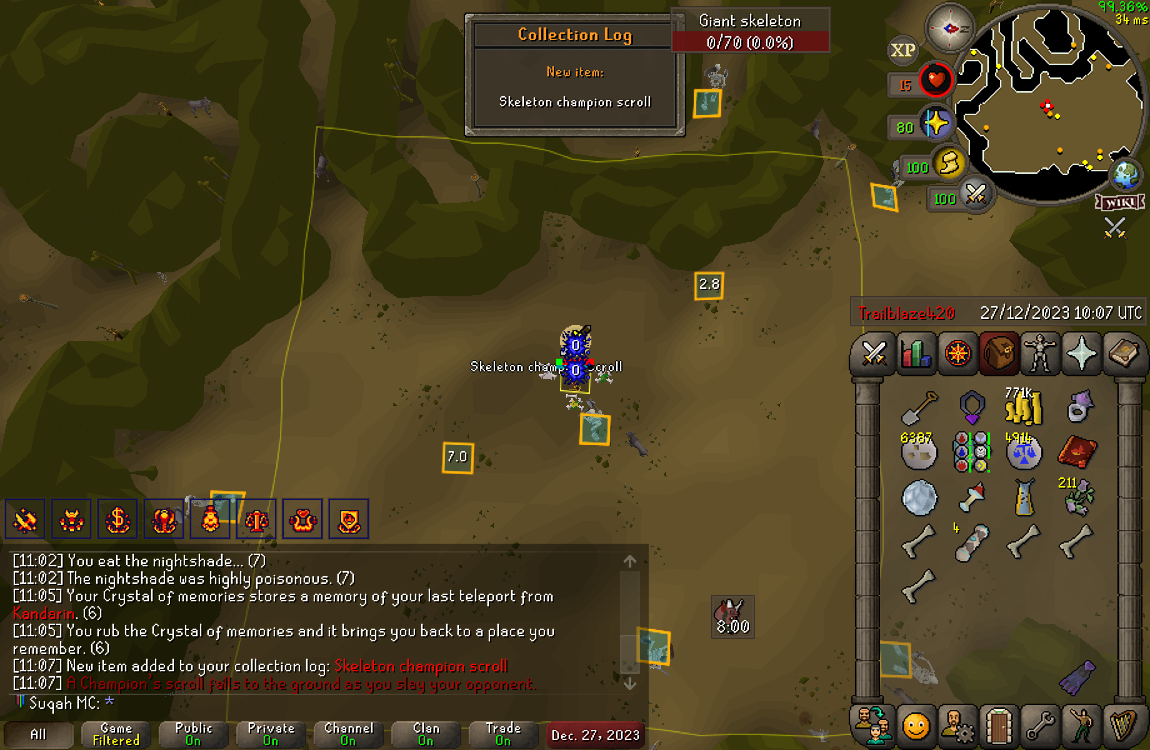 Collection Log
New item:
Skeleton champion scroll
Giant skeleton
0/70 (0.0%)
99.36%
34 ms
XP
15
80
100
100
WIKI
2.8
0
0
7.0
Trailblaze420 27/12/2023 10:07 UTC
771K
6387
4914
211
4
[11:02] You eat the nightshade... (7)
[11:02] The nightshade was highly poisonous. (7)
[11:05] Your Crystal of memories stores a memory of your last teleport from
Kandarin. (6)
[11:05] You rub the Crystal of memories and it brings you back to a place you
remember. (6)
[11:07] New item added to your collection log: Skeleton champion scroll
[11:07] A Champion's scroll falls to the ground as you slay your opponent.
Suqah MC: *
8:00
All
Game
Filtered
Public
On
Private
On
Channel
On
Clan
On
Trade
On
Dec. 27, 2023